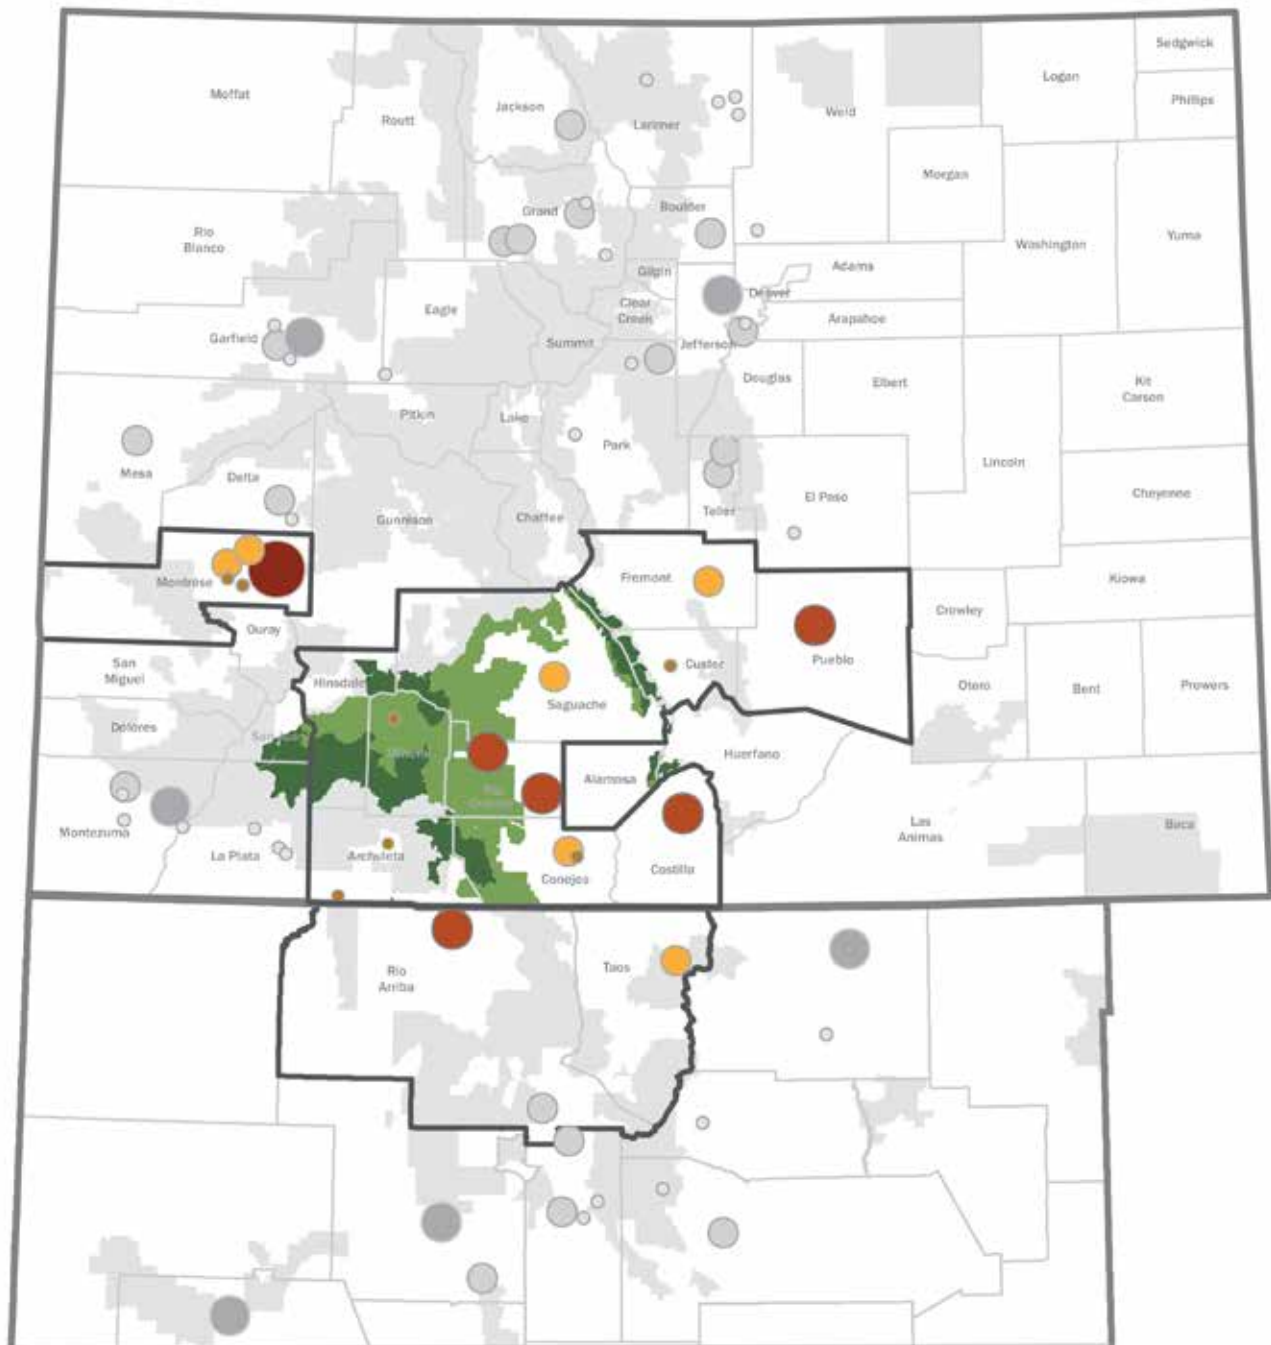 Sedgwick
Logan
Moffat
Phillips
Jackson
Weld
Routt
Larimer
Morgan
Grand
Boulder
Rio
Blanco
Washington
Yuma
Adams
Gilpin
Denver
Eagle
Clear
Creek
Arapahoe
Garfield
Summit
Jefferson
Douglas
Elbert
Kit
Carson
Pitkin
Lake
Park
Mesa
Delta
Lincoln
Teller
El Paso
Cheyenne
Gunnison
Chaffee
Montrose
Fremont
Kiowa
Crowley
Ouray
San
Miguel
Hinsdale
Custer
Pueblo
Otero
Bent
Prowers
Saguache
Dolores
Huerfano
Alamosa
Montezuma
La Plata
Archuleta
Conejos
Costilla
Las
Animas
Baca
Rio
Arriba
Taos